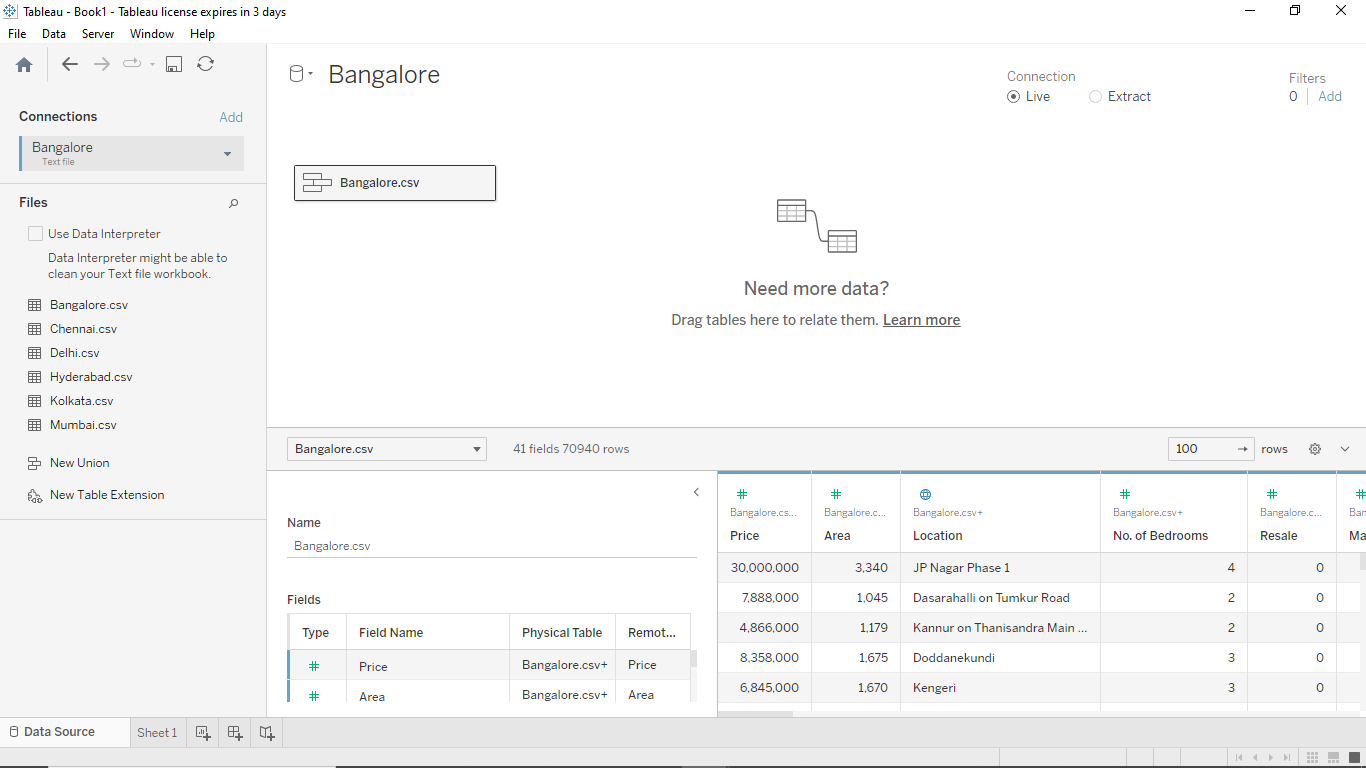 Tableau - Book1 - Tableau license expires in 3 days
File Data Server Window Help
Connections Add
Bangalore
Text file
Files
Use Data Interpreter
Data Interpreter might be able to
clean your Text file workbook.
Bangalore.csv
Chennai.csv
Delhi.csv
Hyderabad.csv
Kolkata.csv
Mumbai.csv
New Union
New Table Extension
Bangalore
Connection
Live Extract
Filters
0 Add
Bangalore.csv
Need more data?
Drag tables here to relate them. Learn more
Bangalore.csv 41 fields 70940 rows 100 rows
Name
Bangalore.csv
Fields
Type Field Name Physical Table Remot...
Price Bangalore.csv+ Price
Area Bangalore.csv+ Area
Bangalore.cs... Bangalore.c... Bangalore.csv+ Bangalore.csv+ Bangalore.c... Ban
Price Area Location No. of Bedrooms Resale Ma
30,000,000 3,340 JP Nagar Phase 1 4 0
7,888,000 1,045 Dasarahalli on Tumkur Road 2 0
4,866,000 1,179 Kannur on Thanisandra Main ... 2 0
8,358,000 1,675 Doddanekundi 3 0
6,845,000 1,670 Kengeri 3 0
Data Source Sheet 1